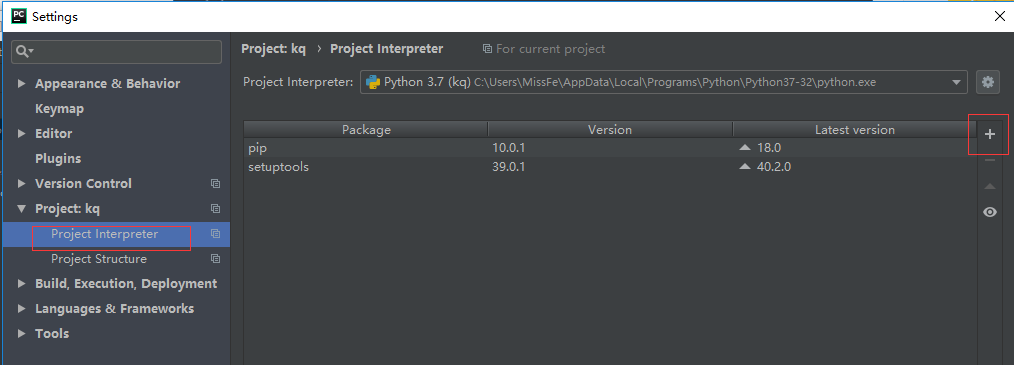 PC Settings
Project: kq › Project Interpreter For current project
Appearance & Behavior
Project Interpreter: Python 3.7 (kq) C:\Users\MissFe\AppData\Local\Programs\Python\Python37-32\python.exe
Keymap
Editor
Package Version Latest version
pip 10.0.1 18.0
Plugins
setuptools 39.0.1 40.2.0
Version Control
Project: kq
Project Interpreter
Project Structure
Build, Execution, Deployment
Languages & Frameworks
Tools